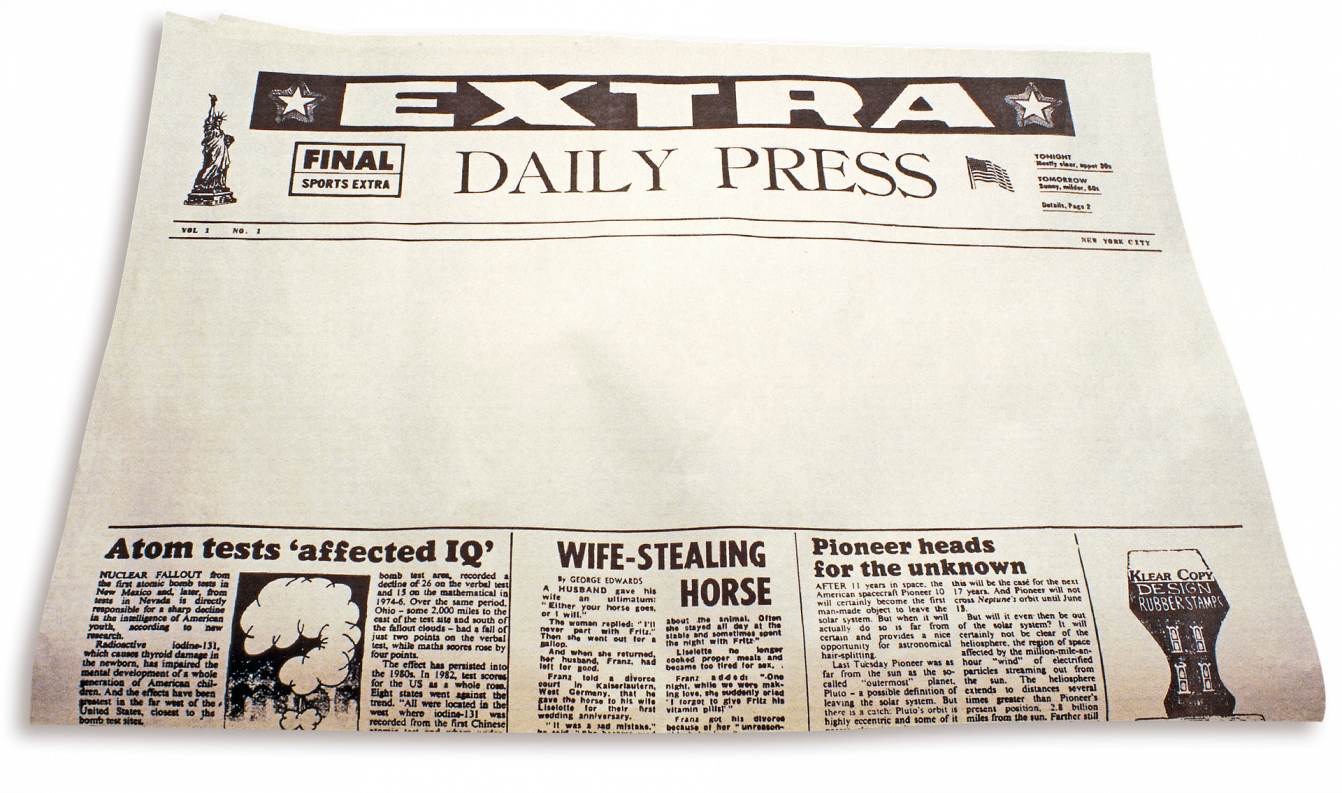 EXTRA
FINAL
SPORTS EXTRA
DAILY PRESS
TONIGHT
Mostly clear, upper 30s
TOMORROW
Sunny, milder, 60s
Details, Page 2
VOL 1 NO. 1
NEW YORK CITY
Atom tests ‘affected IQ’
NUCLEAR FALLOUT from
the first atomic bomb tests in
New Mexico and, later, from
tests in Nevada is directly
responsible for a sharp decline
in the intelligence of American
youth, according to new
research.
Radioactive iodine-131,
which causes thyroid damage in
the newborn, has impaired the
mental development of a whole
generation of American chil-
dren. And the effects have been
greatest in the far west of the
United States, closest to the
bomb test sites.
bomb test area, recorded a
decline of 26 on the verbal test
and 15 on the mathematical in
1974-6. Over the same period,
Ohio – some 2,000 miles to the
east of the test site and south of
the fallout clouds – had a fall of
just two points on the verbal
test, while maths scores rose by
four points.
The effect has persisted into
the 1980s. In 1982, test scores
for the US as a whole rose.
Eight states went against the
trend. "All were located in the
west where iodine-131 was
recorded from the first Chinese
WIFE-STEALING
HORSE
By GEORGE EDWARDS
A HUSBAND gave his
wife an ultimatum:
"Either your horse goes,
or I will."
The woman replied: "I'll
never part with Fritz."
Then she went out for a
gallop.
And when she returned,
her husband, Franz, had
left for good.
Franz told a divorce
court in Kaiserlautern,
West Germany, that he
gave the horse to his wife
Liselotte for their first
wedding anniversary.
"It was a sad mistake,"
about the animal. Often
she stayed all day at the
stable and sometimes spent
the night with Fritz."
Liselotte no longer
cooked proper meals and
became too tired for sex.
Franz added: "One
night, while we were mak-
ing love, she suddenly cried
'I forgot to give Fritz his
vitamin pills!'"
Franz got his divorce
because of her "unreason-
Pioneer heads
for the unknown
AFTER 11 years in space, the
American spacecraft Pioneer 10
will certainly become the first
man-made object to leave the
solar system. But when it will
actually do so is far from
certain and provides a nice
opportunity for astronomical
hair-splitting.
Last Tuesday Pioneer was as
far from the sun as the so-
called "outermost" planet,
Pluto – a possible definition of
leaving the solar system. But
there is a catch: Pluto's orbit is
highly eccentric and some of it
this will be the case for the next
17 years. And Pioneer will not
cross Neptune's orbit until June
13.
But will it even then be out
of the solar system? It will
certainly not be clear of the
heliosphere, the region of space
affected by the million-mile-an-
hour "wind" of electrified
particles streaming out from
the sun. The heliosphere
extends to distances several
times greater than Pioneer's
present position, 2.8 billion
miles from the sun. Farther still
KLEAR COPY
DESIGN
RUBBER STAMPS